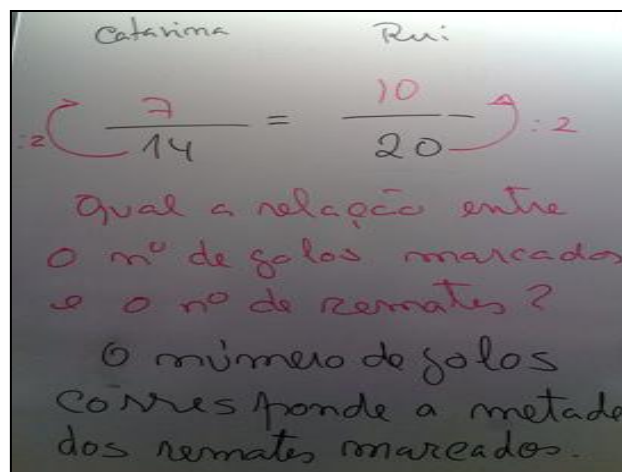 Catarina Rui
:2 7/14 = 10/20 :2
Qual a relação entre
o nº de golos marcados
e o nº de remates?
O número de golos
corresponde a metade
dos remates marcados.